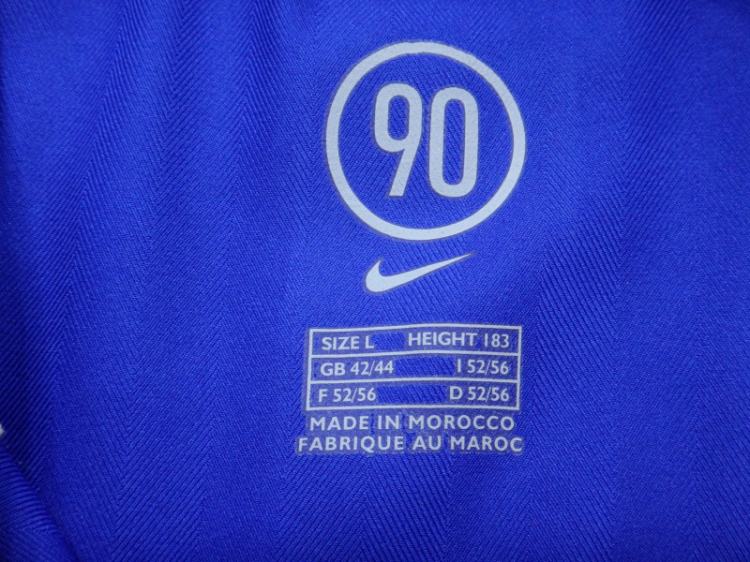 90
SIZE L HEIGHT 183
GB 42/44 I 52/56
F 52/56 D 52/56
MADE IN MOROCCO
FABRIQUE AU MAROC